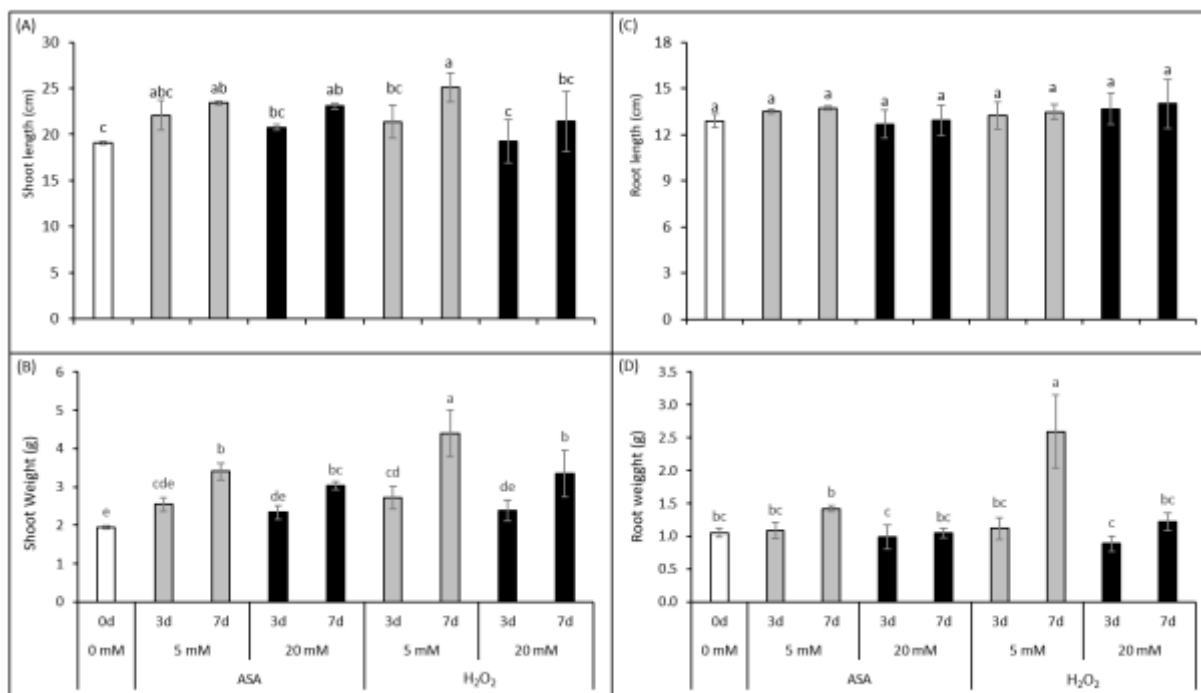 (A)
30
25
20
15
10
5
0
Shoot length (cm)
c
abc
ab
bc
ab
bc
a
c
bc
(C)
18
15
12
9
6
3
0
Root length (cm)
a
a
a
a
a
a
a
a
a
(B)
6
5
4
3
2
1
0
Shoot Weight (g)
e
cde
b
de
bc
cd
a
de
b
0d 3d 7d 3d 7d 3d 7d 3d 7d
0 mM 5 mM 20 mM 5 mM 20 mM
ASA H₂O₂
(D)
3.5
3.0
2.5
2.0
1.5
1.0
0.5
0.0
Root weigght (g)
bc
bc
b
c
bc
bc
a
c
bc
0d 3d 7d 3d 7d 3d 7d 3d 7d
0 mM 5 mM 20 mM 5 mM 20 mM
ASA H₂O₂